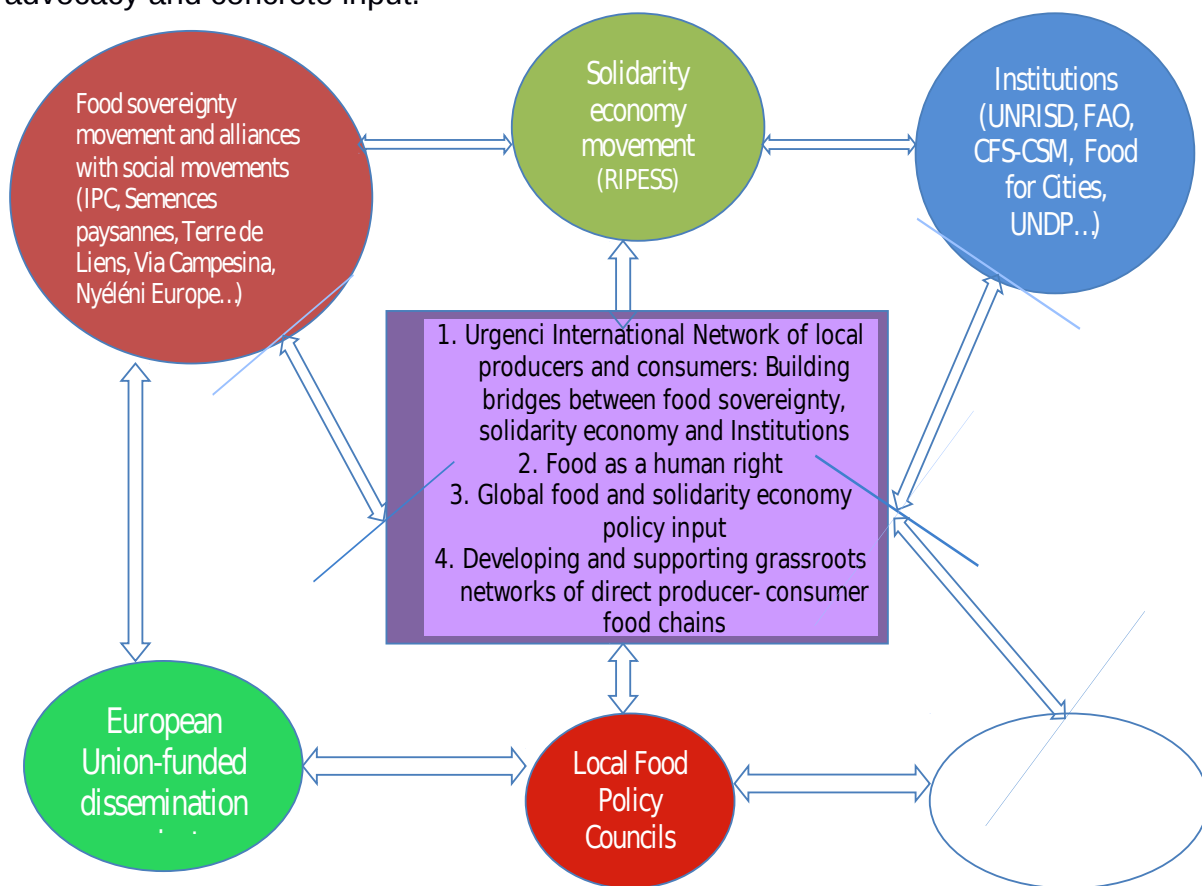 advocacy and concrete input.
Food sovereignty
movement and alliances
with social movements
(IPC, Semences
paysannes, Terre de
Liens, Via Campesina,
Nyéléni Europe…)
Solidarity
economy
movement
(RIPESS)
Institutions
(UNRISD, FAO,
CFS-CSM, Food
for Cities,
UNDP…)
1. Urgenci International Network of local
producers and consumers: Building
bridges between food sovereignty,
solidarity economy and Institutions
2. Food as a human right
3. Global food and solidarity economy
policy input
4. Developing and supporting grassroots
networks of direct producer- consumer
food chains
European
Union-funded
dissemination
Local Food
Policy
Councils